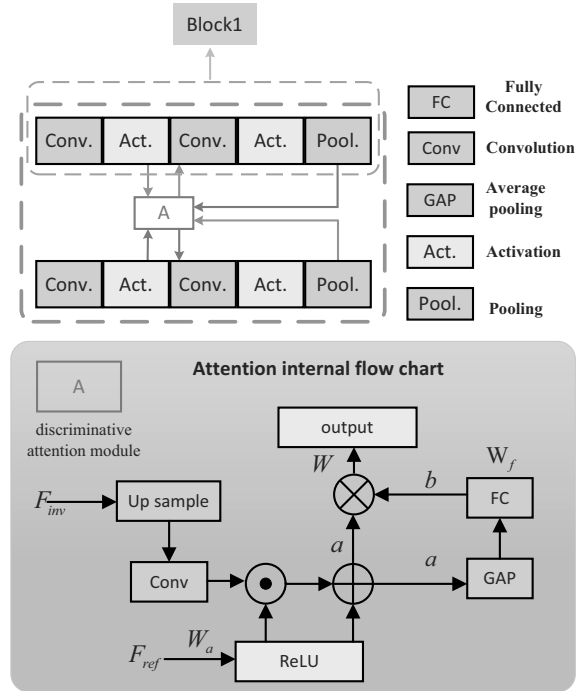 Block1
Conv. Act. Conv. Act. Pool.
A
Conv. Act. Conv. Act. Pool.
FC
Fully
Connected
Conv
Convolution
GAP
Average
pooling
Act.
Activation
Pool.
Pooling
Attention internal flow chart
A
discriminative
attention module
output
W
W_f
b
FC
F_inv
Up sample
a
a
Conv
GAP
F_ref
W_a
ReLU